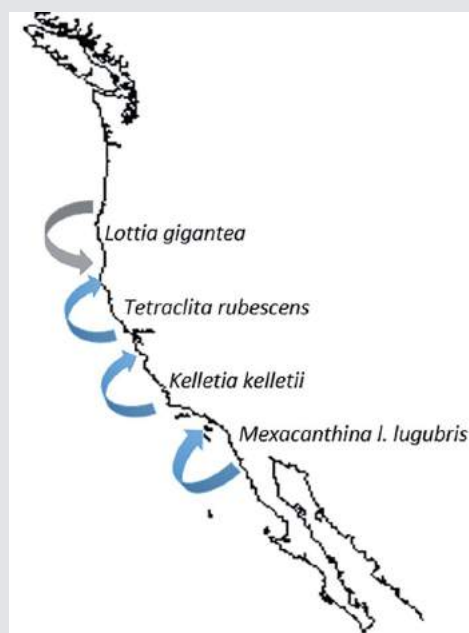 Lottia gigantea
Tetraclita rubescens
Kelletia kelletii
Mexacanthina l. lugubris